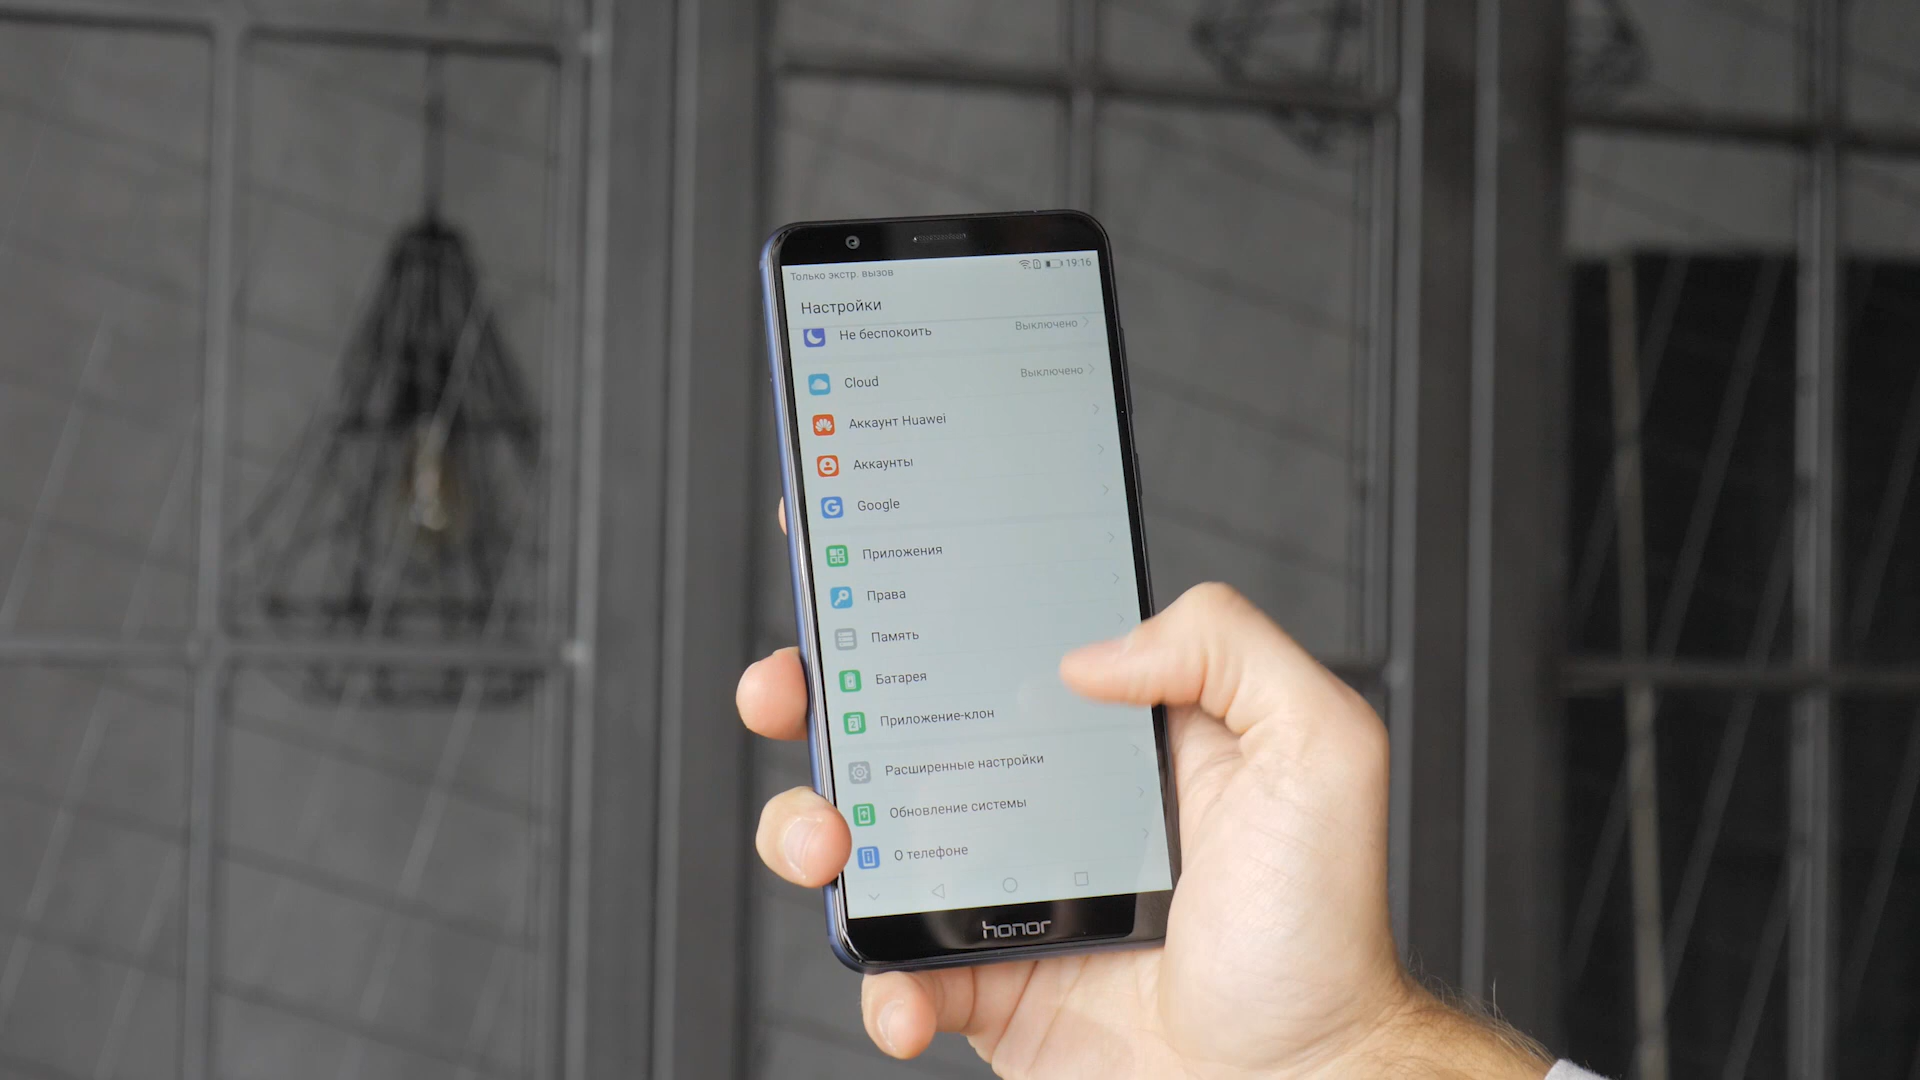 Только экстр. вызов 19:16
Настройки
Не беспокоить Выключено
Cloud Выключено
Аккаунт Huawei
Аккаунты
Google
Приложения
Права
Память
Батарея
Приложение-клон
Расширенные настройки
Обновление системы
О телефоне
honor